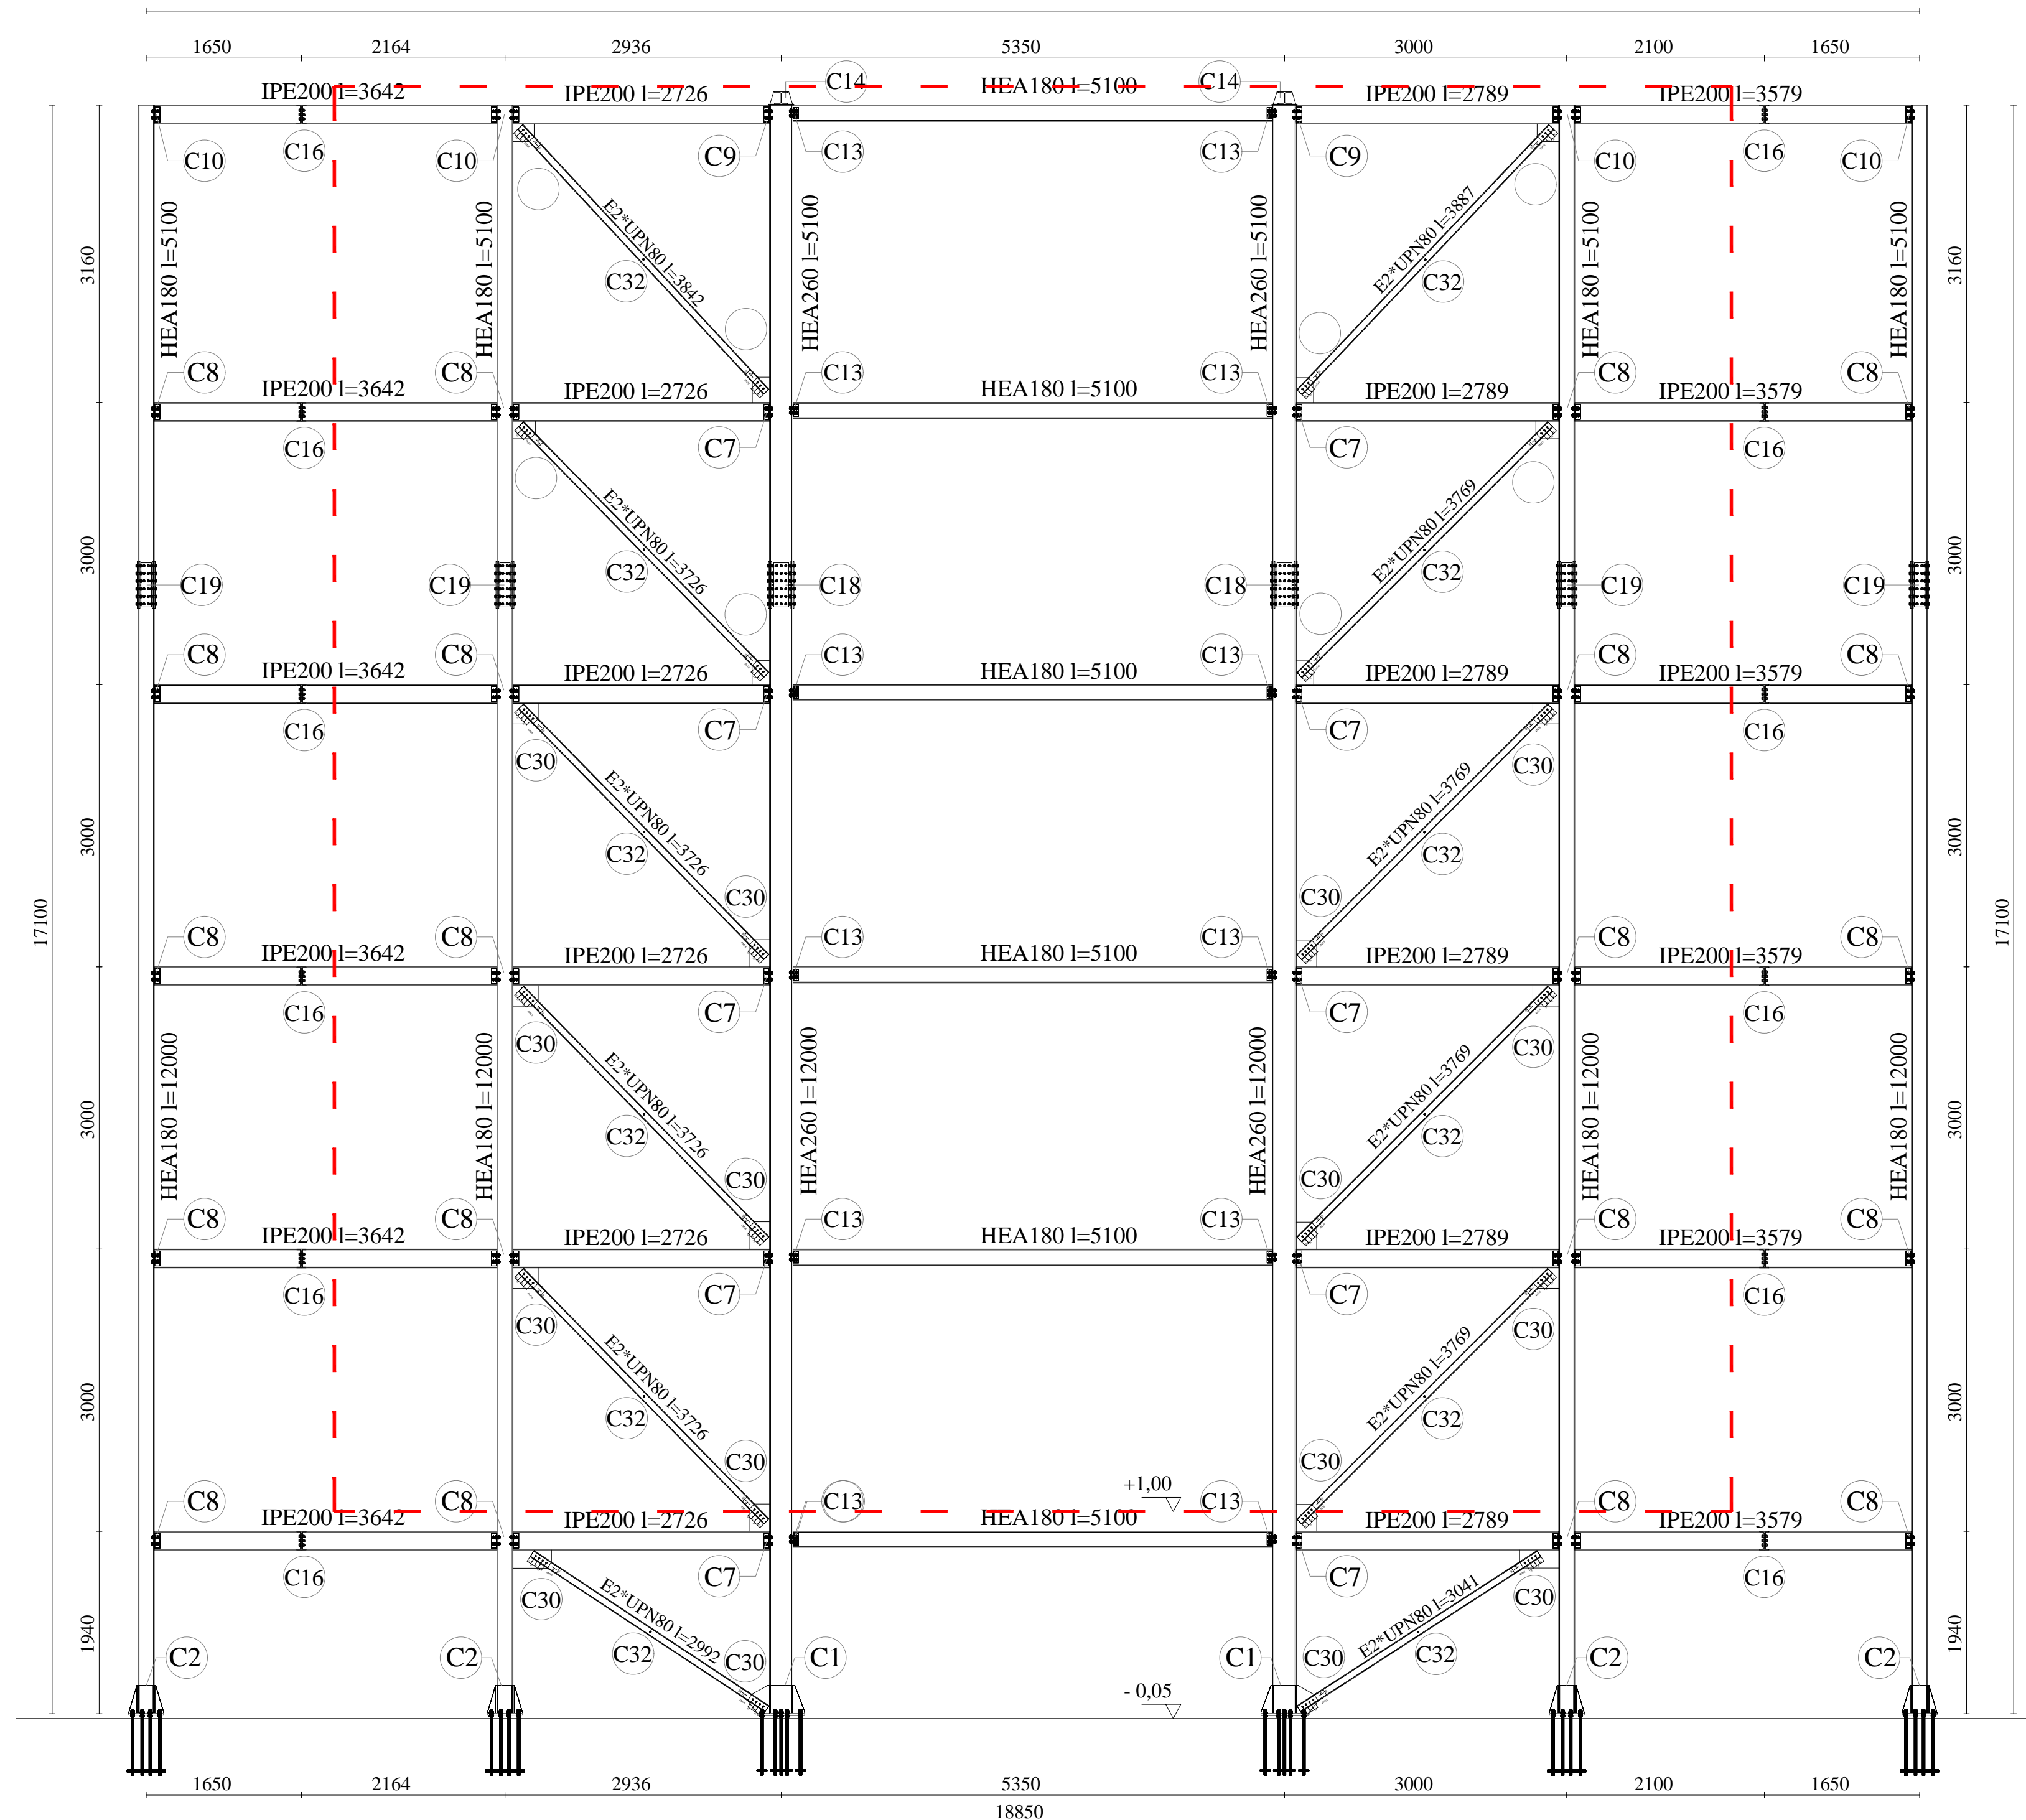 1650 2164 2936 5350 3000 2100 1650
C14 C14
IPE200 l=3642 IPE200 l=2726 HEA180 l=5100 IPE200 l=2789 IPE200 l=3579
C10 C16 C10 C9 C13 C13 C9 C10 C16 C10
3160 HEA180 l=5100 HEA180 l=5100 E2*UPN80 l=3842 C32 HEA260 l=5100 HEA260 l=5100 E2*UPN80 l=3887 C32 HEA180 l=5100 HEA180 l=5100 3160
C8 C8 C13 C13 C8 C8
IPE200 l=3642 IPE200 l=2726 HEA180 l=5100 IPE200 l=2789 IPE200 l=3579
C16 C7 C7 C16
3000 E2*UPN80 l=3726 C32 E2*UPN80 l=3769 C32 3000
C19 C19 C18 C18 C19 C19
C8 C8 C13 C13 C8 C8
IPE200 l=3642 IPE200 l=2726 HEA180 l=5100 IPE200 l=2789 IPE200 l=3579
C16 C7 C7 C16
C30 C30
3000 E2*UPN80 l=3726 C32 E2*UPN80 l=3769 C32 3000
C30 C30
17100 17100
C8 C8 C13 C13 C8 C8
IPE200 l=3642 IPE200 l=2726 HEA180 l=5100 IPE200 l=2789 IPE200 l=3579
C16 C7 C7 C16
C30 C30
3000 HEA180 l=12000 HEA180 l=12000 E2*UPN80 l=3726 C32 HEA260 l=12000 HEA260 l=12000 E2*UPN80 l=3769 C32 HEA180 l=12000 HEA180 l=12000 3000
C30 C30
C8 C8 C13 C13 C8 C8
IPE200 l=3642 IPE200 l=2726 HEA180 l=5100 IPE200 l=2789 IPE200 l=3579
C16 C7 C7 C16
C30 C30
3000 E2*UPN80 l=3726 C32 E2*UPN80 l=3769 C32 3000
C30 C30
+1,00
C8 C8 C13 C13 C8 C8
IPE200 l=3642 IPE200 l=2726 HEA180 l=5100 IPE200 l=2789 IPE200 l=3579
C16 C7 C7 C16
C30 C30
1940 E2*UPN80 l=2992 C32 E2*UPN80 l=3041 C32 1940
C2 C2 C30 C1 C1 C30 C2 C2
- 0,05
1650 2164 2936 5350 3000 2100 1650
18850